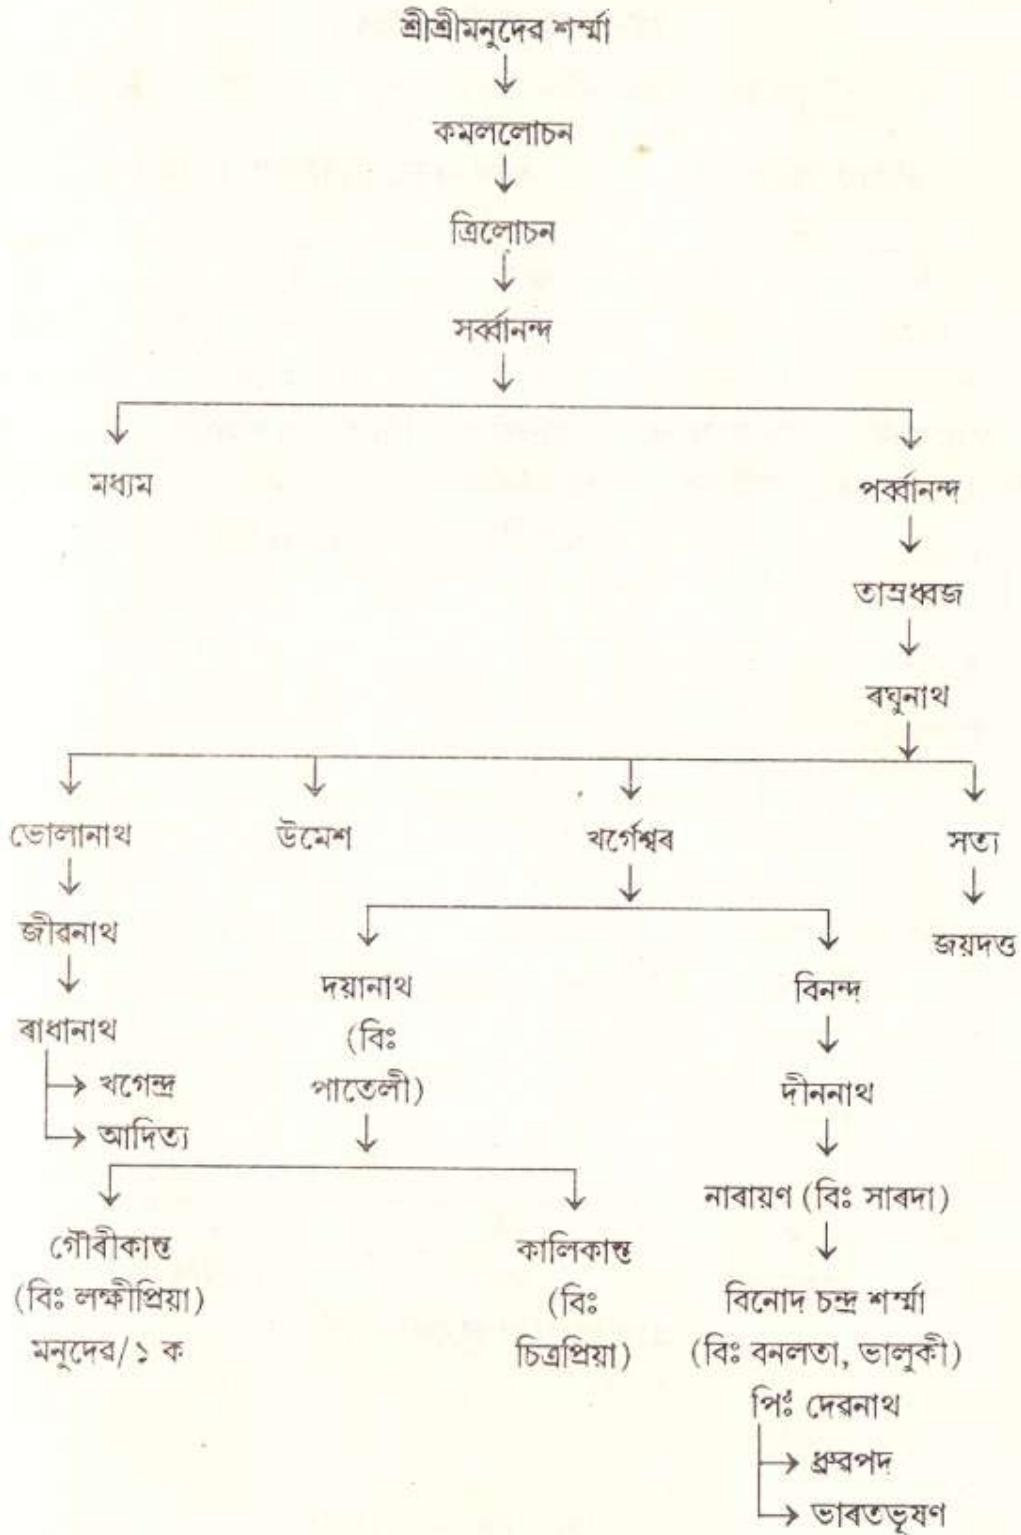 শ্ৰীশ্ৰীমনুদেৱ শৰ্ম্মা
কমললোচন
ত্ৰিলোচন
সৰ্ব্বানন্দ
মধ্যম
পৰ্ব্বানন্দ
তাম্ৰধ্বজ
ৰঘুনাথ
ভোলানাথ উমেশ খৰ্গেশ্বৰ সত্য
জীৱনাথ জয়দত্ত
দয়ানাথ বিনন্দ
ৰাধানাথ (বিঃ
খগেন্দ্ৰ পাতেলী) দীননাথ
আদিত্য
নাৰায়ণ (বিঃ সাৰদা)
গৌৰীকান্ত কালিকান্ত
(বিঃ লক্ষীপ্ৰিয়া) (বিঃ বিনোদ চন্দ্ৰ শৰ্ম্মা
মনুদেৱ/১ ক চিত্ৰপ্ৰিয়া) (বিঃ বনলতা, ভালুকী)
পিঃঁ দেৱনাথ
ধ্ৰুৱপদ
ভাৰতভূষণ